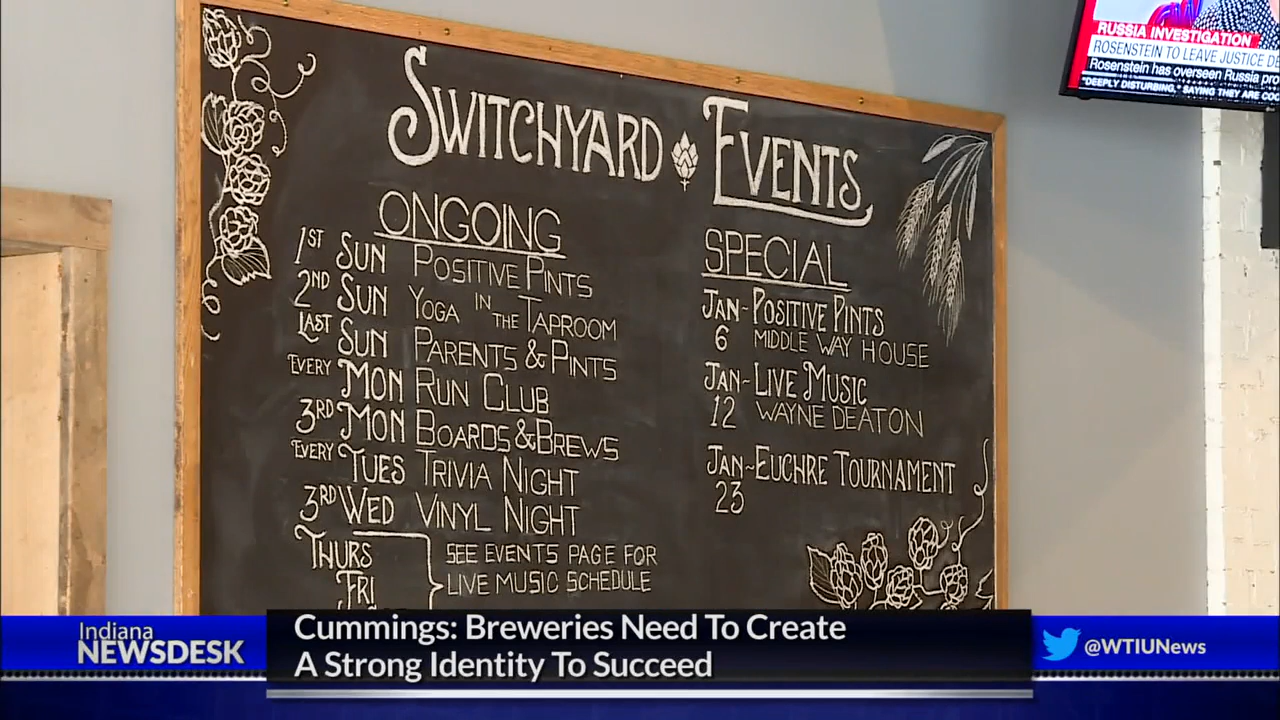 SWITCHYARD EVENTS
ONGOING
1ST SUN POSITIVE PINTS
2ND SUN YOGA IN THE TAPROOM
LAST SUN PARENTS & PINTS
EVERY MON RUN CLUB
3RD MON BOARDS & BREWS
EVERY TUES TRIVIA NIGHT
3RD WED VINYL NIGHT
THURS
FRI
SEE EVENTS PAGE FOR
LIVE MUSIC SCHEDULE
SPECIAL
JAN~POSITIVE PINTS
6 MIDDLE WAY HOUSE
JAN~LIVE MUSIC
12 WAYNE DEATON
JAN~EUCHRE TOURNAMENT
23
RUSSIA INVESTIGATION
ROSENSTEIN TO LEAVE JUSTICE DE
Rosenstein has overseen Russia pro
"DEEPLY DISTURBING," SAYING THEY ARE COO
Indiana
NEWSDESK
Cummings: Breweries Need To Create
A Strong Identity To Succeed
@WTIUNews